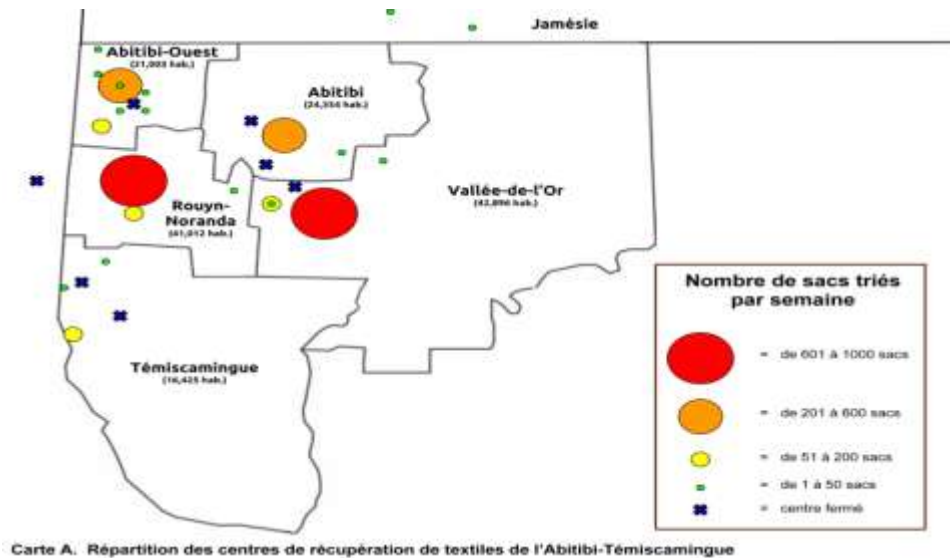 Jamésie
Abitibi-Ouest
(21,003 hab.)
Abitibi
(24,354 hab.)
Vallée-de-l'Or
(42,896 hab.)
Rouyn-
Noranda
(41,012 hab.)
Témiscamingue
(16,425 hab.)
Nombre de sacs triés
par semaine
= de 601 à 1000 sacs
= de 201 à 600 sacs
= de 51 à 200 sacs
= de 1 à 50 sacs
= centre fermé
Carte A. Répartition des centres de récupération de textiles de l'Abitibi-Témiscamingue